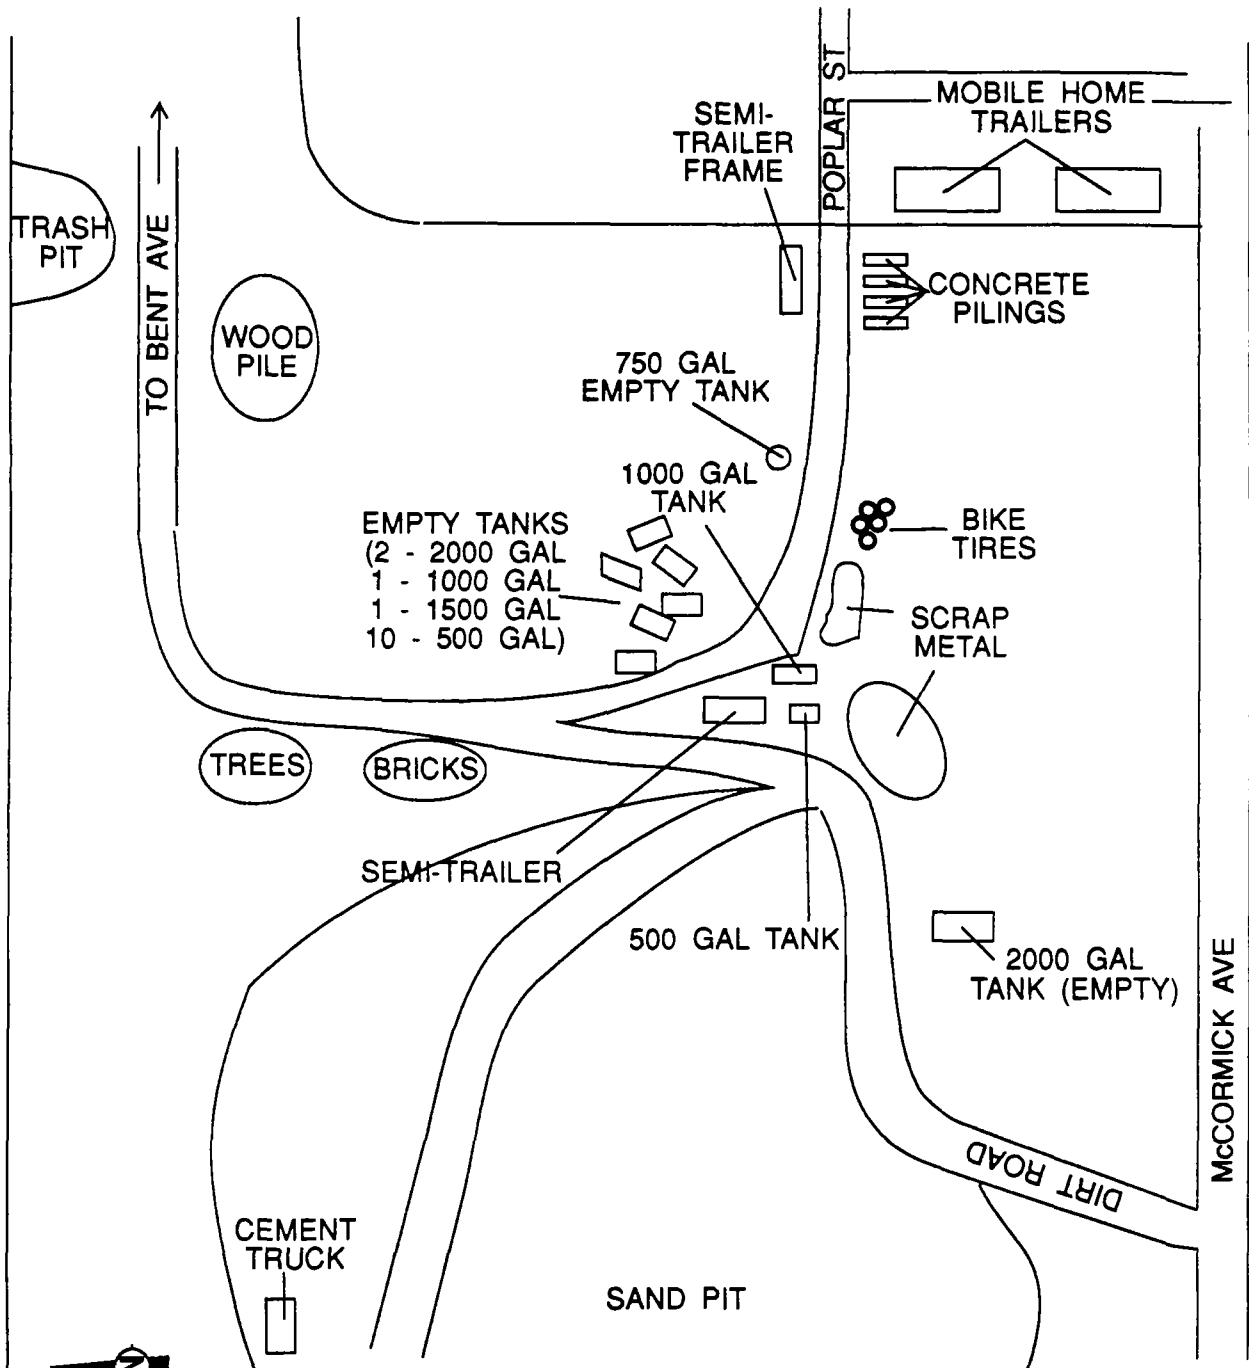 POPLAR ST
MOBILE HOME
TRAILERS
SEMI-
TRAILER
FRAME
TRASH
PIT
TO BENT AVE
WOOD
PILE
CONCRETE
PILINGS
750 GAL
EMPTY TANK
1000 GAL
TANK
EMPTY TANKS
(2 - 2000 GAL
1 - 1000 GAL
1 - 1500 GAL
10 - 500 GAL)
BIKE
TIRES
SCRAP
METAL
TREES
BRICKS
SEMI-TRAILER
500 GAL TANK
2000 GAL
TANK (EMPTY)
McCORMICK AVE
DIRT ROAD
CEMENT
TRUCK
SAND PIT
N